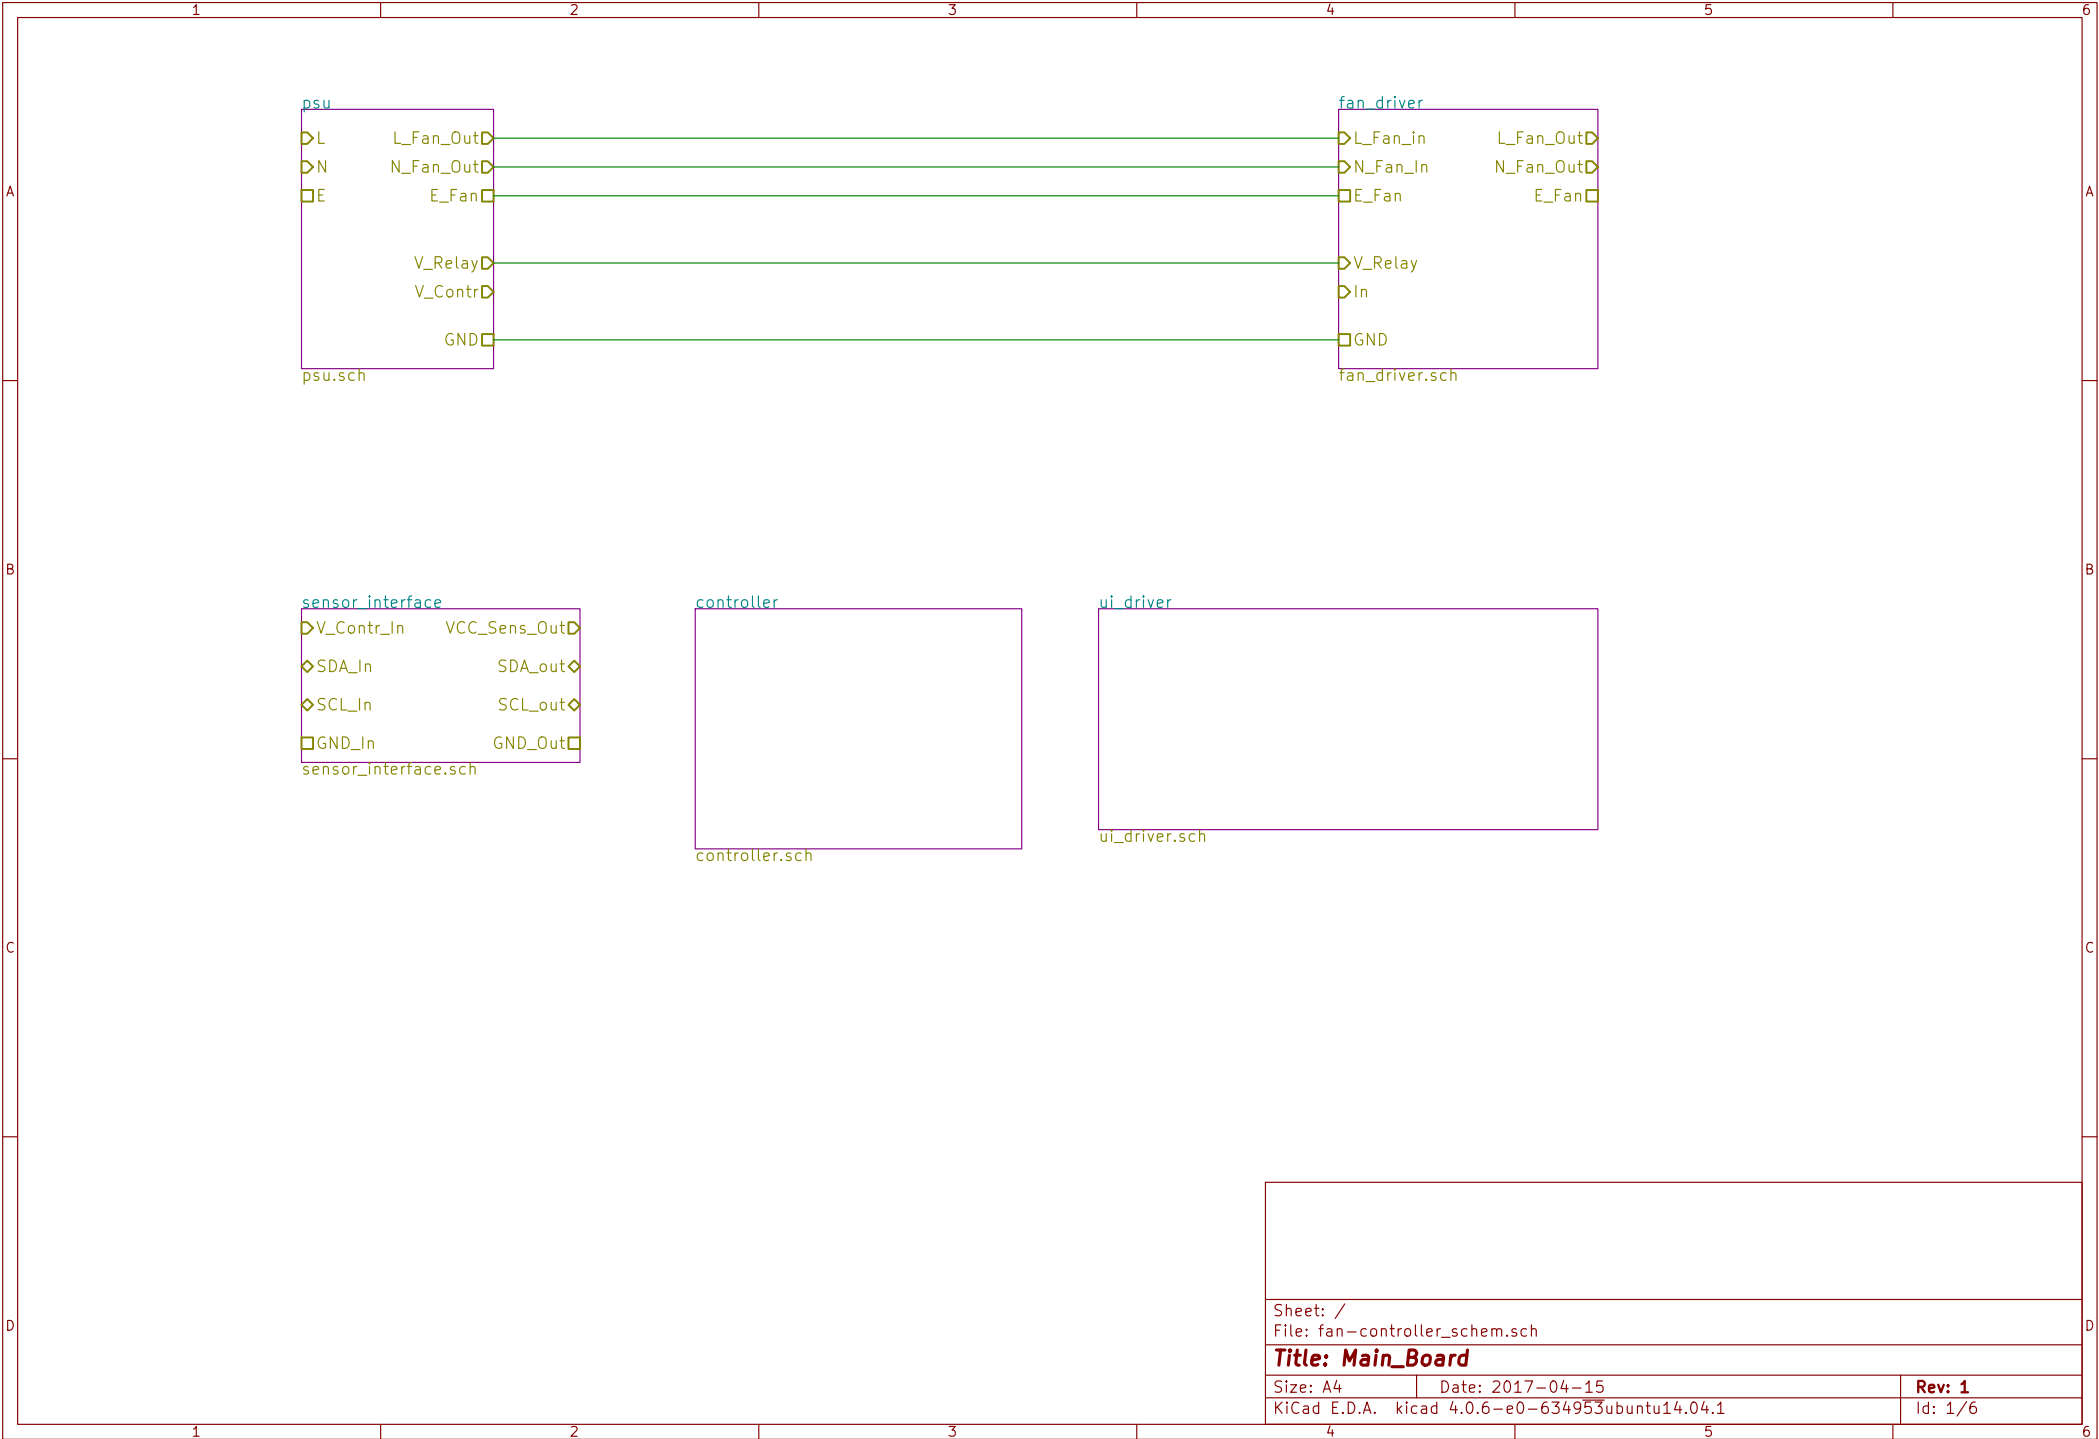 1 2 3 4 5 6
psu
L L_Fan_Out
N N_Fan_Out
E E_Fan
V_Relay
V_Contr
GND
psu.sch
fan_driver
L_Fan_in L_Fan_Out
N_Fan_In N_Fan_Out
E_Fan E_Fan
V_Relay
In
GND
fan_driver.sch
A A
B B
sensor_interface
V_Contr_In VCC_Sens_Out
SDA_In SDA_out
SCL_In SCL_out
GND_In GND_Out
sensor_interface.sch
controller
controller.sch
ui_driver
ui_driver.sch
C C
D D
Sheet: /
File: fan-controller_schem.sch
Title: Main_Board
Size: A4 Date: 2017-04-15 Rev: 1
KiCad E.D.A. kicad 4.0.6-e0-634953ubuntu14.04.1 Id: 1/6
1 2 3 4 5 6